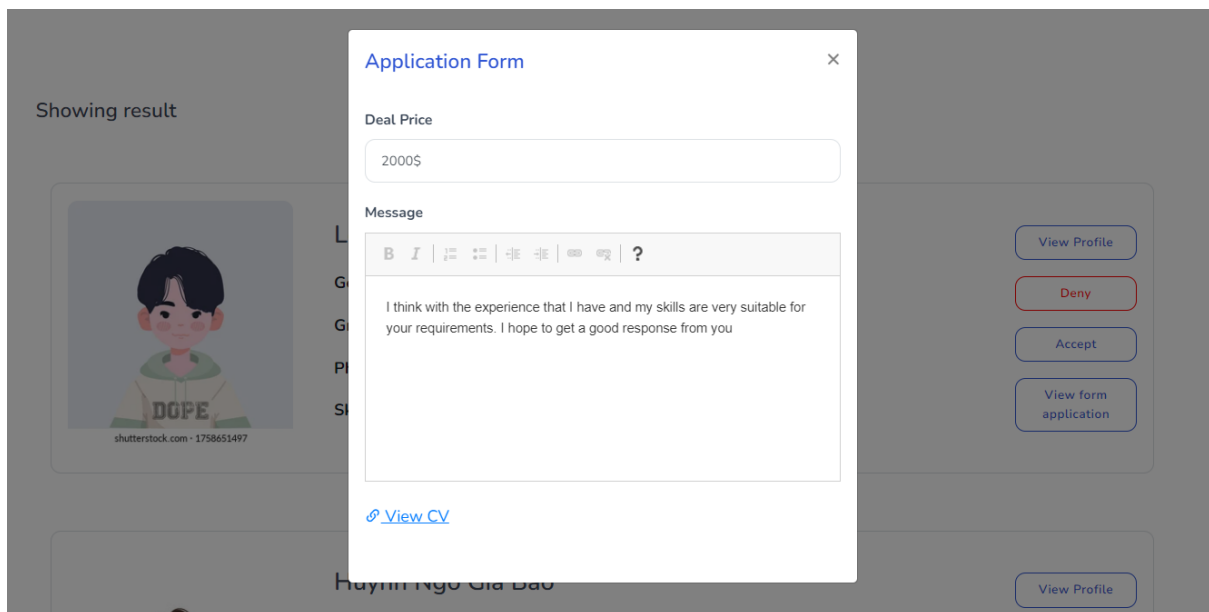 Application Form
×
Showing result
Deal Price
2000$
Message
B I ?
I think with the experience that I have and my skills are very suitable for
your requirements. I hope to get a good response from you
View Profile
Deny
Accept
View form
application
DOPE
shutterstock.com · 1758651497
View CV
Huynh Ngo Gia Bao
View Profile